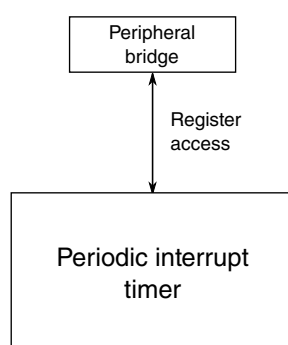 Peripheral
bridge
Register
access
Periodic interrupt
timer